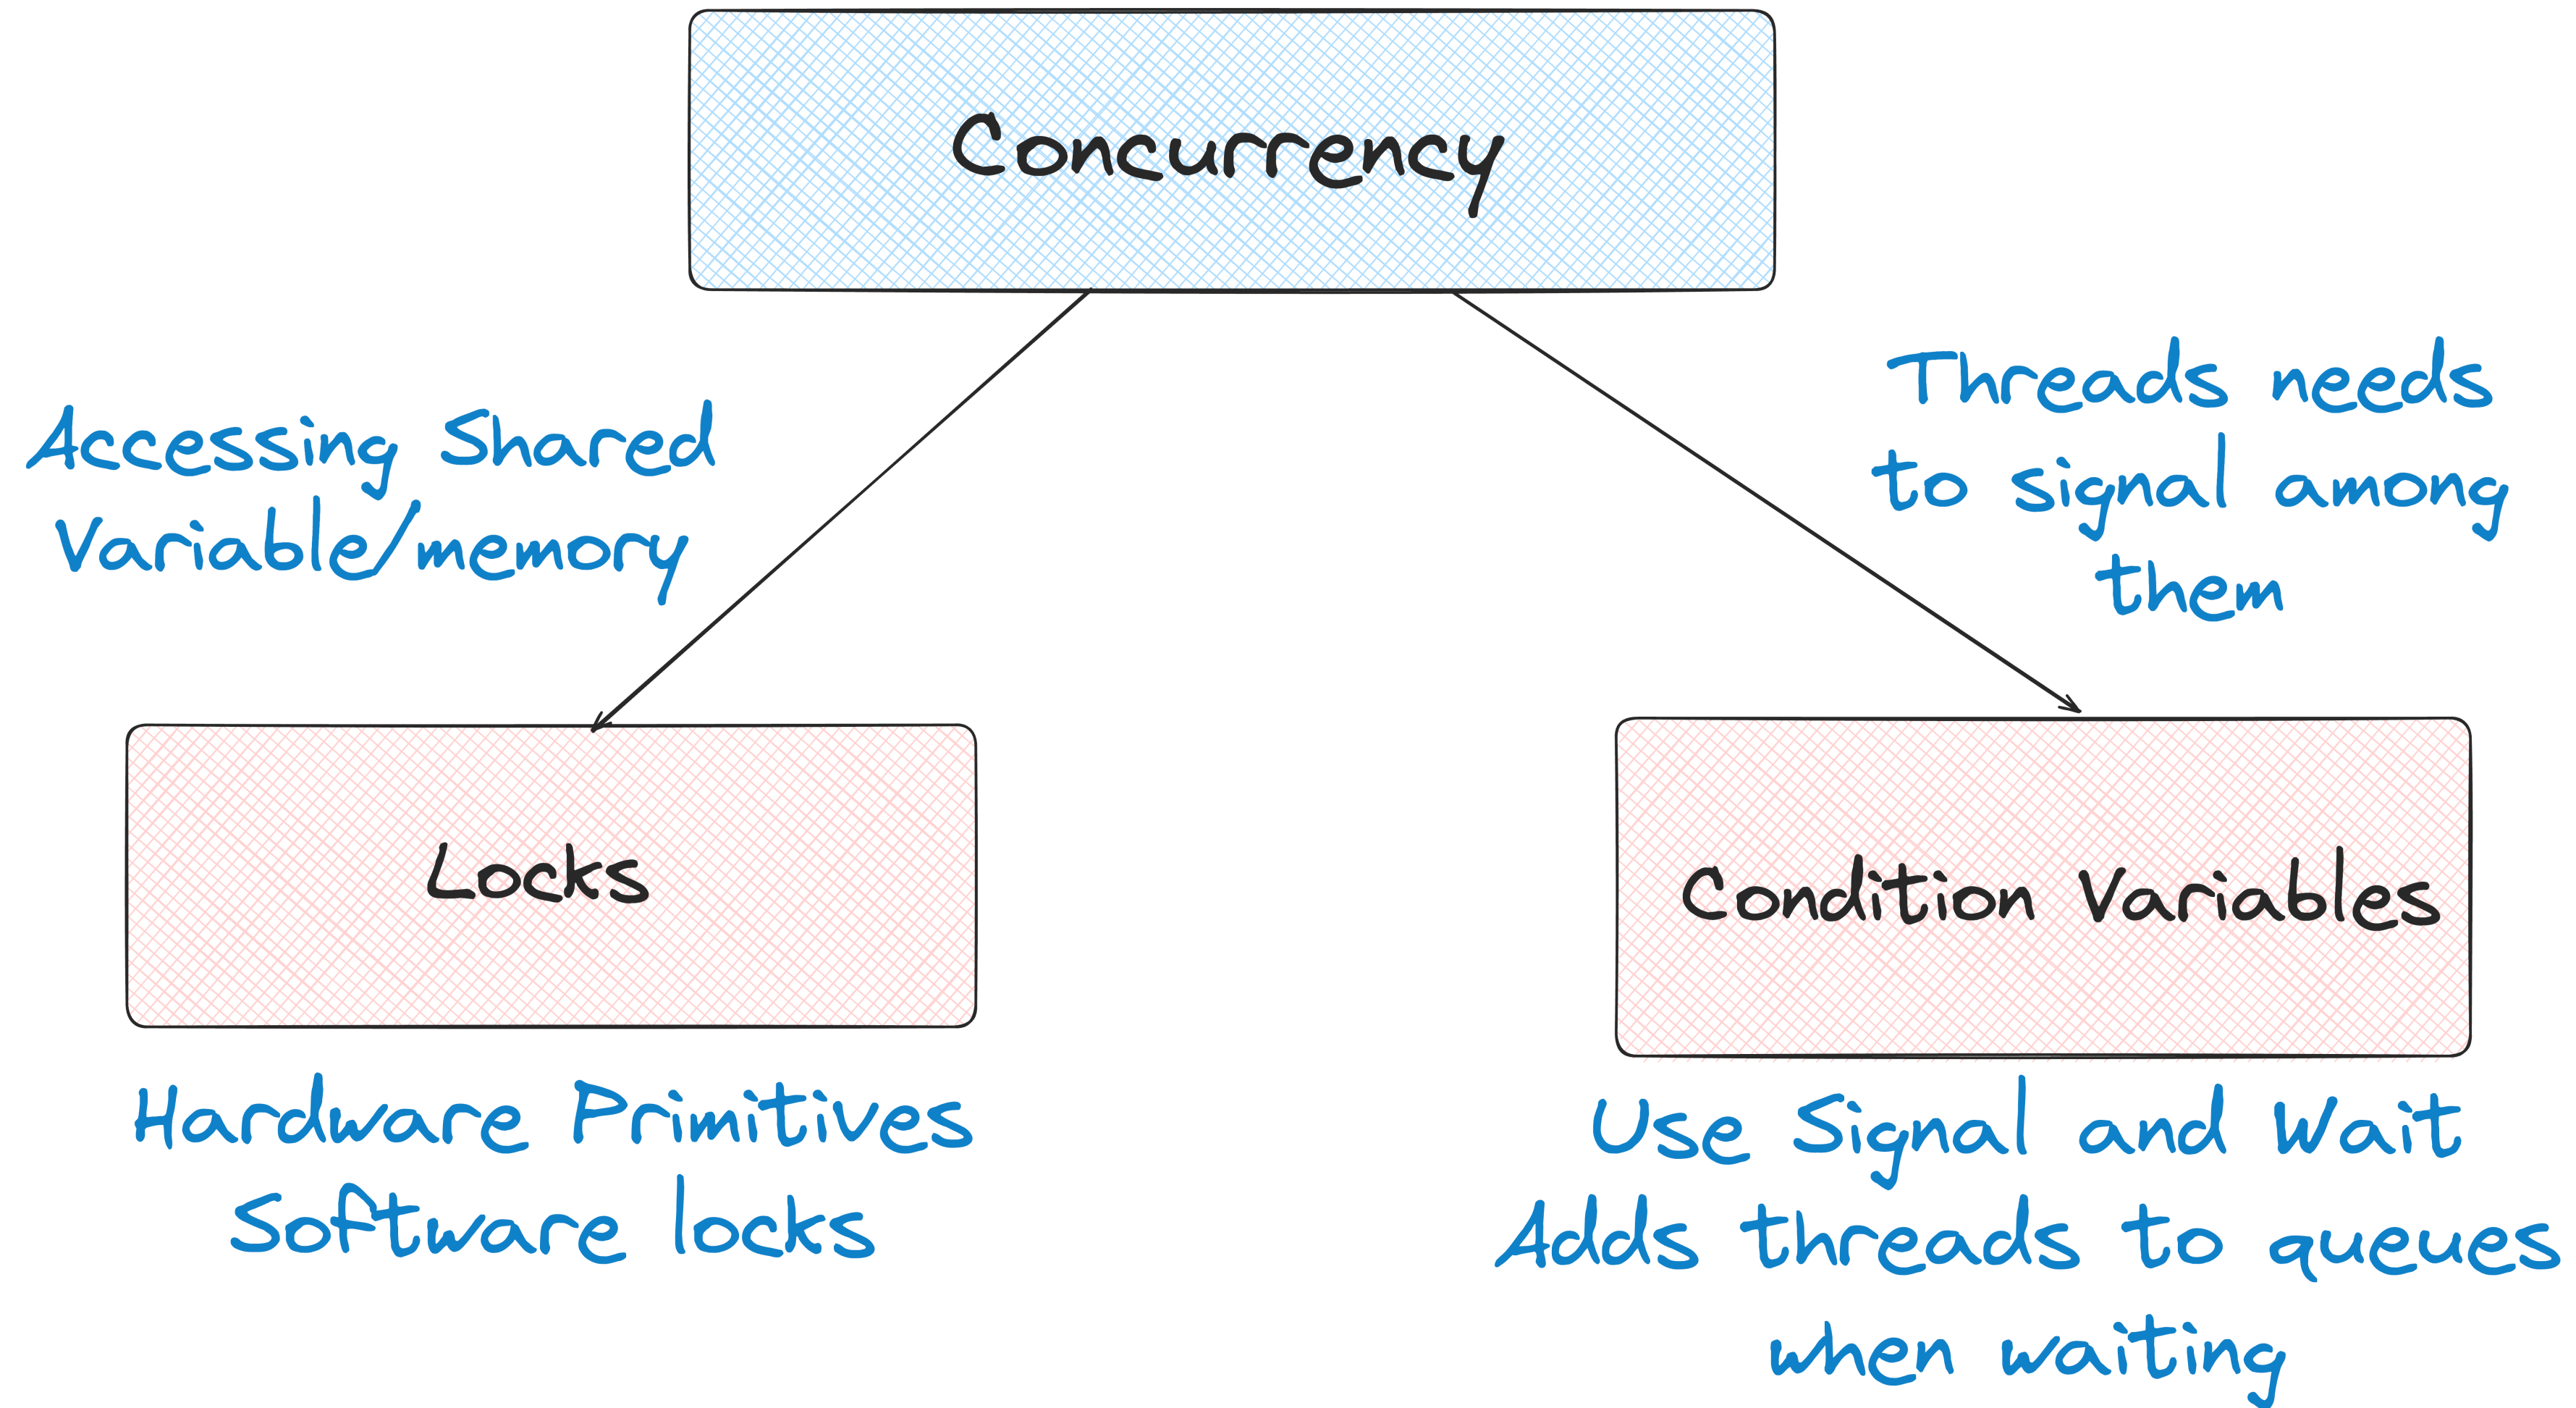 Concurrency
Accessing Shared
Variable/memory
Threads needs
to signal among
them
Locks
Condition Variables
Hardware Primitives
Software locks
Use Signal and Wait
Adds threads to queues
when waiting